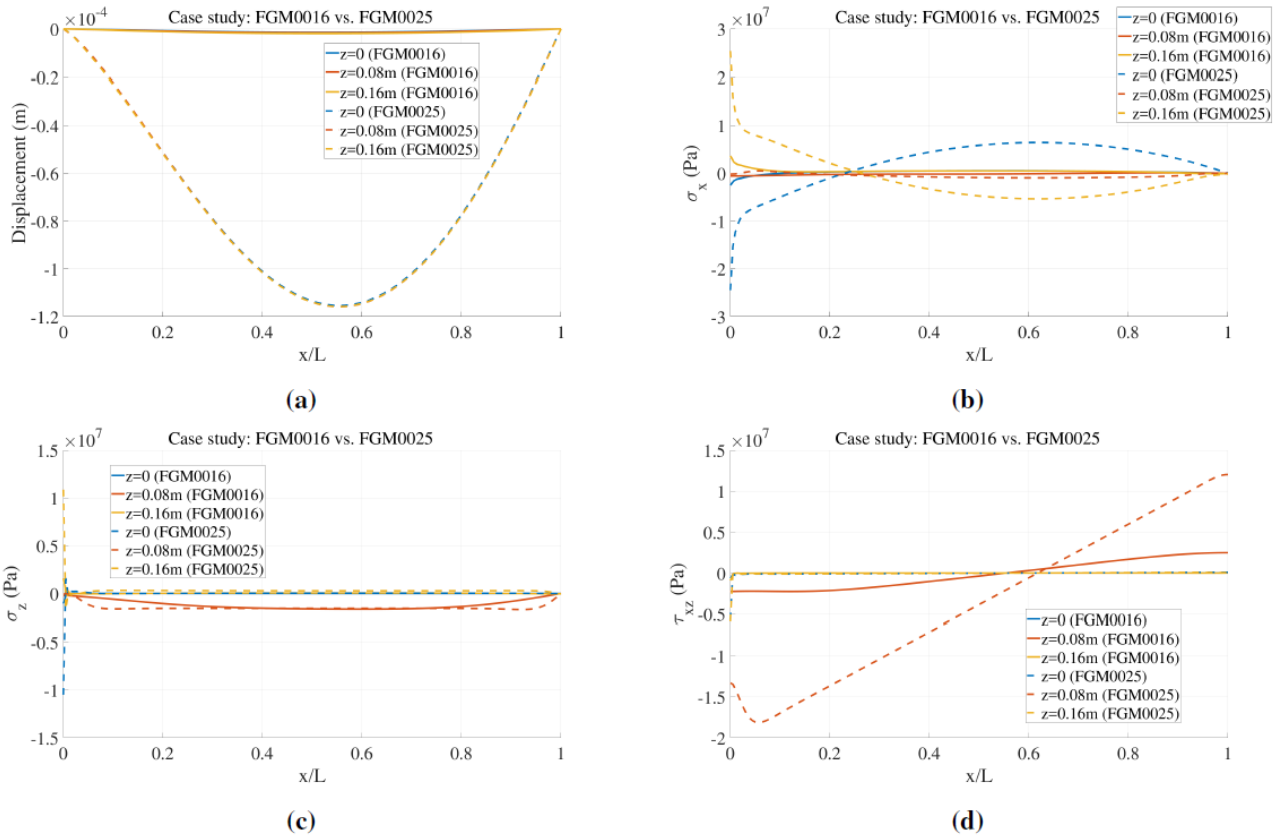 ×10⁻⁴
Case study: FGM0016 vs. FGM0025
0
-0.2
-0.4
-0.6
-0.8
-1
-1.2
Displacement (m)
z=0 (FGM0016)
z=0.08m (FGM0016)
z=0.16m (FGM0016)
z=0 (FGM0025)
z=0.08m (FGM0025)
z=0.16m (FGM0025)
0 0.2 0.4 0.6 0.8 1
x/L
(a)
×10⁷
Case study: FGM0016 vs. FGM0025
3
2
1
0
-1
-2
-3
σₓ (Pa)
z=0 (FGM0016)
z=0.08m (FGM0016)
z=0.16m (FGM0016)
z=0 (FGM0025)
z=0.08m (FGM0025)
z=0.16m (FGM0025)
0 0.2 0.4 0.6 0.8 1
x/L
(b)
×10⁷
Case study: FGM0016 vs. FGM0025
1.5
1
0.5
0
-0.5
-1
-1.5
σ_z (Pa)
z=0 (FGM0016)
z=0.08m (FGM0016)
z=0.16m (FGM0016)
z=0 (FGM0025)
z=0.08m (FGM0025)
z=0.16m (FGM0025)
0 0.2 0.4 0.6 0.8 1
x/L
(c)
×10⁷
Case study: FGM0016 vs. FGM0025
1.5
1
0.5
0
-0.5
-1
-1.5
-2
τ_xz (Pa)
z=0 (FGM0016)
z=0.08m (FGM0016)
z=0.16m (FGM0016)
z=0 (FGM0025)
z=0.08m (FGM0025)
z=0.16m (FGM0025)
0 0.2 0.4 0.6 0.8 1
x/L
(d)